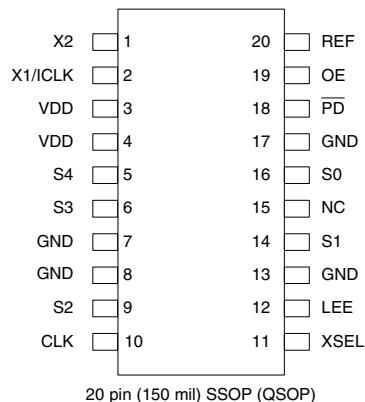 X2 1 20 REF
X1/ICLK 2 19 OE
VDD 3 18 PD
VDD 4 17 GND
S4 5 16 S0
S3 6 15 NC
GND 7 14 S1
GND 8 13 GND
S2 9 12 LEE
CLK 10 11 XSEL
20 pin (150 mil) SSOP (QSOP)